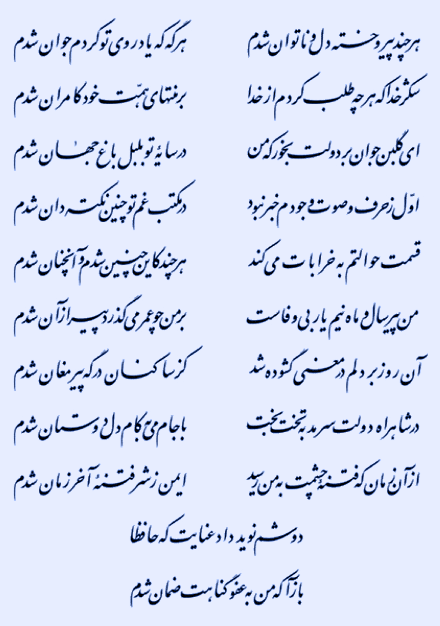 هر چند پیر و خسته دل و ناتوان شدم هر گه که یاد روی تو کردم جوان شدم
شکر خدا که هر چه طلب کردم از خدا بر منتهای همّت خود کامران شدم
ای گلبن جوان بر دولت بخور که من در سایهٔ تو بلبل باغ جهان شدم
اوّل ز حرف و صوت وجودم خبر نبود در مکتب غم تو چنین نکته دان شدم
قسمت حوالتم به خرابات می کند هر چند کاین چنین شدم و آنچنان شدم
من پیر سال و ماه نیم یار بی وفاست بر من چو عمر می گذرد پیر از آن شدم
آن روز بر دلم در معنی گشوده شد کز ساکنان درگه پیر مغان شدم
در شاهراه دولت سرمد به تخت بخت با جام می به کام دل دوستان شدم
از آن زمان که فتنهٔ چشمت به من رسید ایمن ز شر فتنهٔ آخر زمان شدم
دوشم نوید داد عنایت که حافظا
بازآ که من به عفو گناهت ضمان شدم